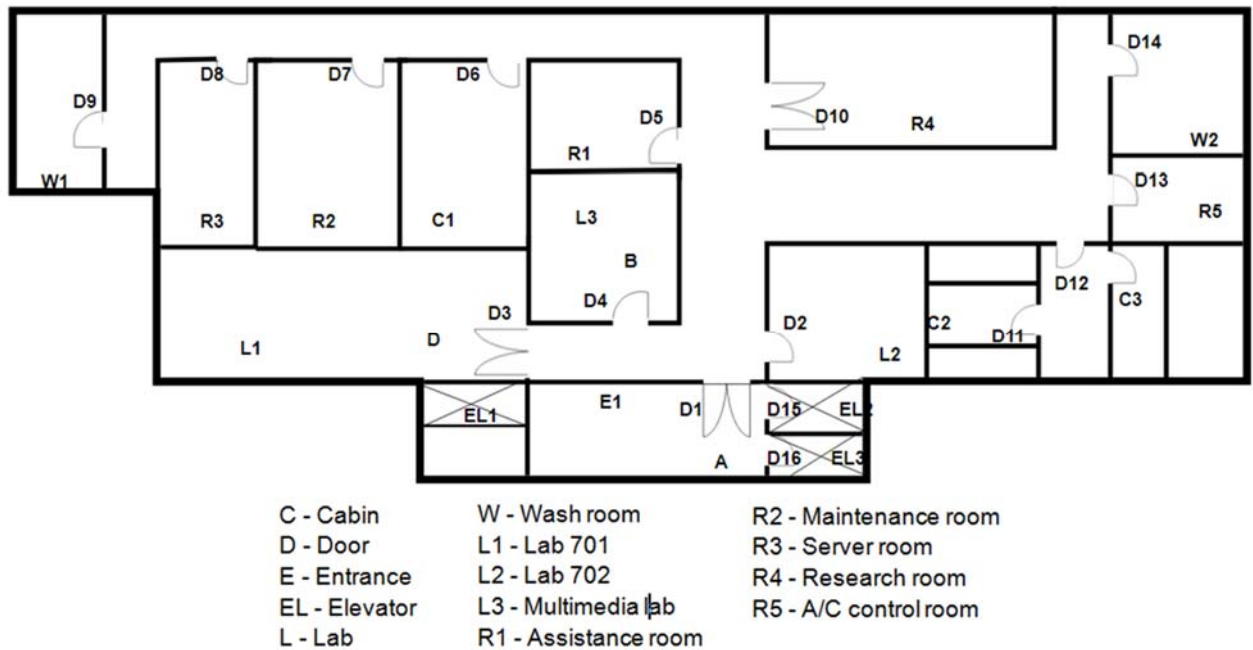 D14
D8
D7
D6
D9
D5
D10
R4
R1
W2
W1
D13
R3
R2
C1
L3
R5
B
D12
D4
C3
D3
D2
C2
D11
D
L1
L2
E1
D1
D15
EL2
EL1
A
D16
EL3
C - Cabin
D - Door
E - Entrance
EL - Elevator
L - Lab
W - Wash room
L1 - Lab 701
L2 - Lab 702
L3 - Multimedia lab
R1 - Assistance room
R2 - Maintenance room
R3 - Server room
R4 - Research room
R5 - A/C control room